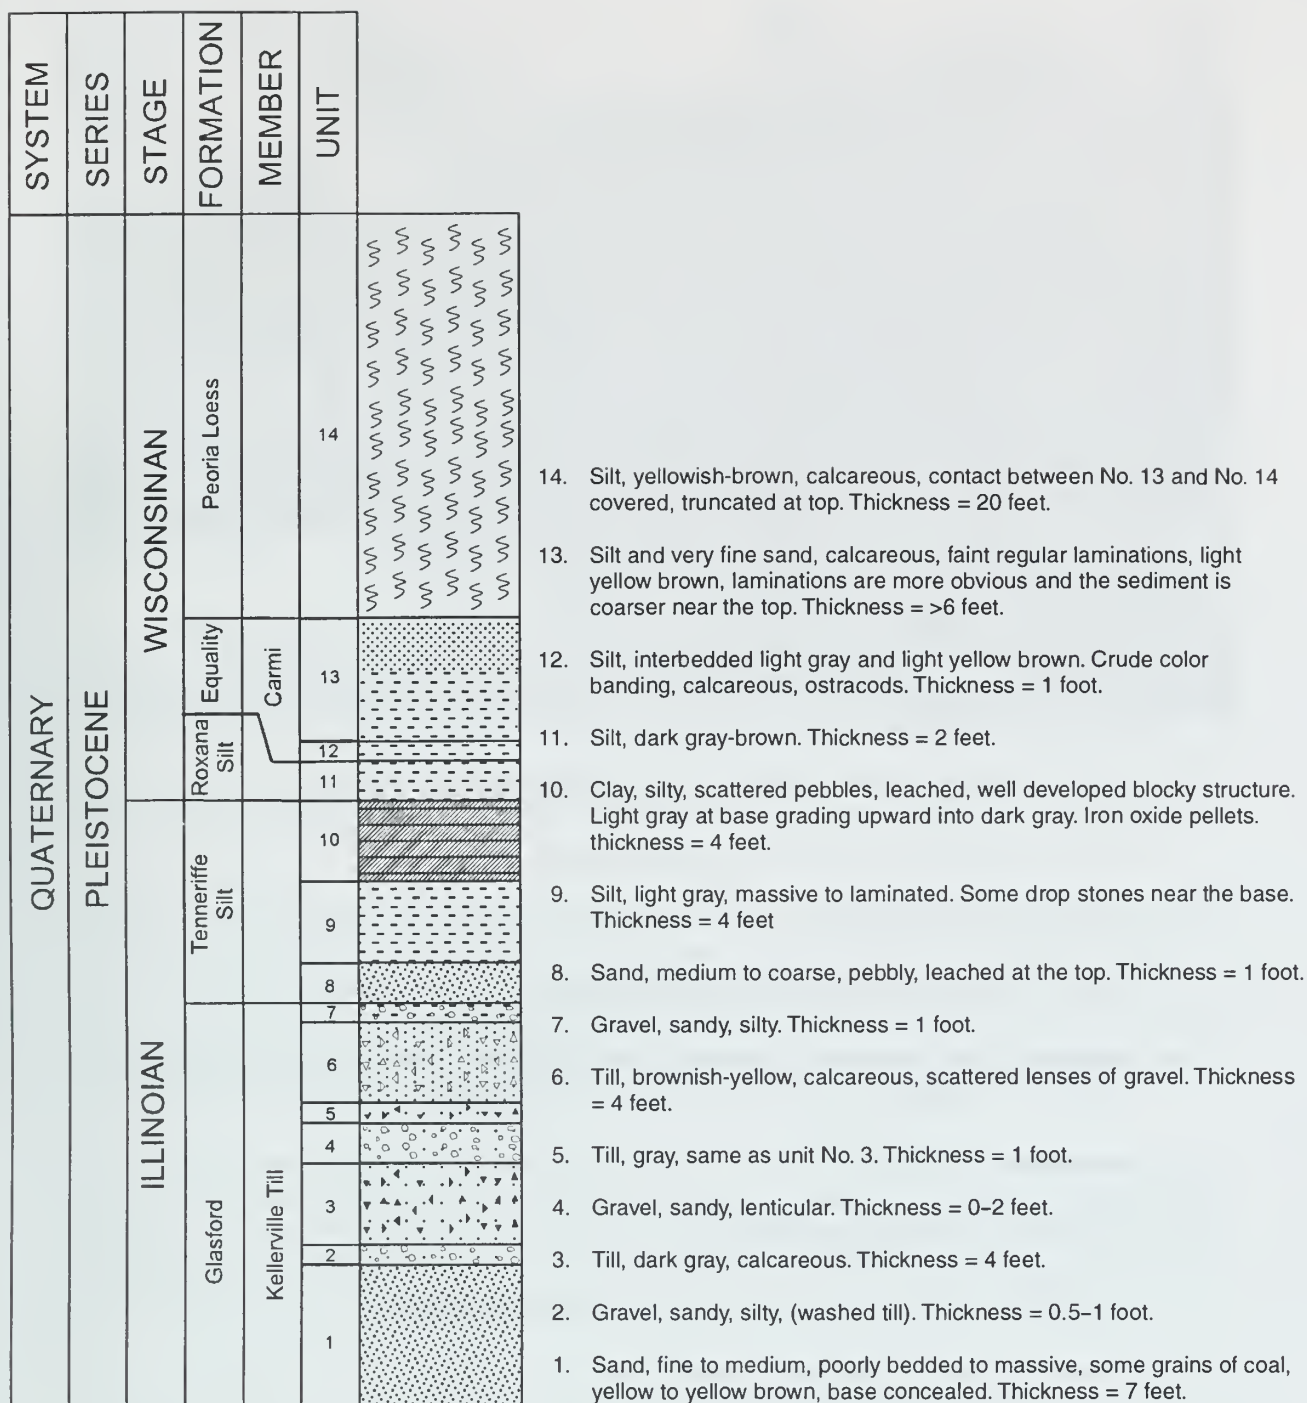 SYSTEM
SERIES
STAGE
FORMATION
MEMBER
UNIT
QUATERNARY
PLEISTOCENE
WISCONSINAN
ILLINOIAN
Peoria Loess
Equality
Roxana
Silt
Tenneriffe
Silt
Glasford
Carmi
Kellerville Till
14
13
12
11
10
9
8
7
6
5
4
3
2
1
14. Silt, yellowish-brown, calcareous, contact between No. 13 and No. 14
covered, truncated at top. Thickness = 20 feet.
13. Silt and very fine sand, calcareous, faint regular laminations, light
yellow brown, laminations are more obvious and the sediment is
coarser near the top. Thickness = >6 feet.
12. Silt, interbedded light gray and light yellow brown. Crude color
banding, calcareous, ostracods. Thickness = 1 foot.
11. Silt, dark gray-brown. Thickness = 2 feet.
10. Clay, silty, scattered pebbles, leached, well developed blocky structure.
Light gray at base grading upward into dark gray. Iron oxide pellets.
thickness = 4 feet.
9. Silt, light gray, massive to laminated. Some drop stones near the base.
Thickness = 4 feet
8. Sand, medium to coarse, pebbly, leached at the top. Thickness = 1 foot.
7. Gravel, sandy, silty. Thickness = 1 foot.
6. Till, brownish-yellow, calcareous, scattered lenses of gravel. Thickness
= 4 feet.
5. Till, gray, same as unit No. 3. Thickness = 1 foot.
4. Gravel, sandy, lenticular. Thickness = 0–2 feet.
3. Till, dark gray, calcareous. Thickness = 4 feet.
2. Gravel, sandy, silty, (washed till). Thickness = 0.5–1 foot.
1. Sand, fine to medium, poorly bedded to massive, some grains of coal,
yellow to yellow brown, base concealed. Thickness = 7 feet.